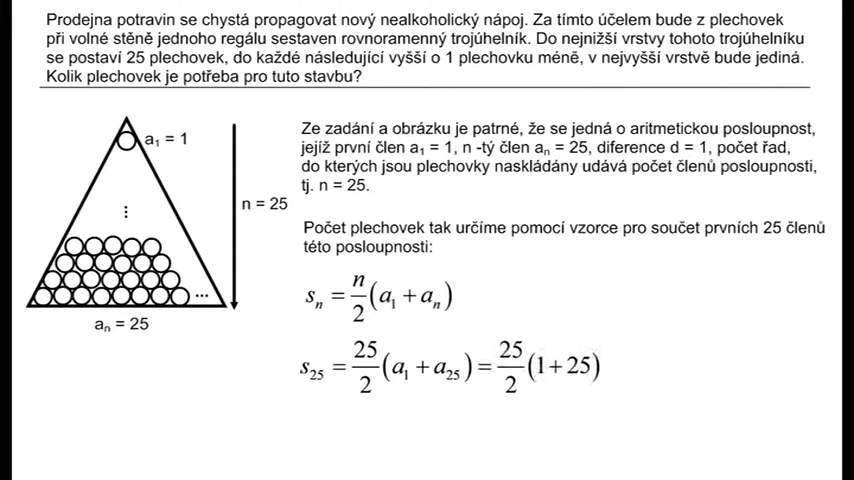 Prodejna potravin se chystá propagovat nový nealkoholický nápoj. Za tímto účelem bude z plechovek
při volné stěně jednoho regálu sestaven rovnoramenný trojúhelník. Do nejnižší vrstvy tohoto trojúhelníku
se postaví 25 plechovek, do každé následující vyšší o 1 plechovku méně, v nejvyšší vrstvě bude jediná.
Kolik plechovek je potřeba pro tuto stavbu?
a₁ = 1
n = 25
aₙ = 25
Ze zadání a obrázku je patrné, že se jedná o aritmetickou posloupnost,
jejíž první člen a₁ = 1, n -tý člen aₙ = 25, diference d = 1, počet řad,
do kterých jsou plechovky naskládány udává počet členů posloupnosti,
tj. n = 25.
Počet plechovek tak určíme pomocí vzorce pro součet prvních 25 členů
této posloupnosti:
sₙ = n/2 (a₁ + aₙ)
s₂₅ = 25/2 (a₁ + a₂₅) = 25/2 (1 + 25)